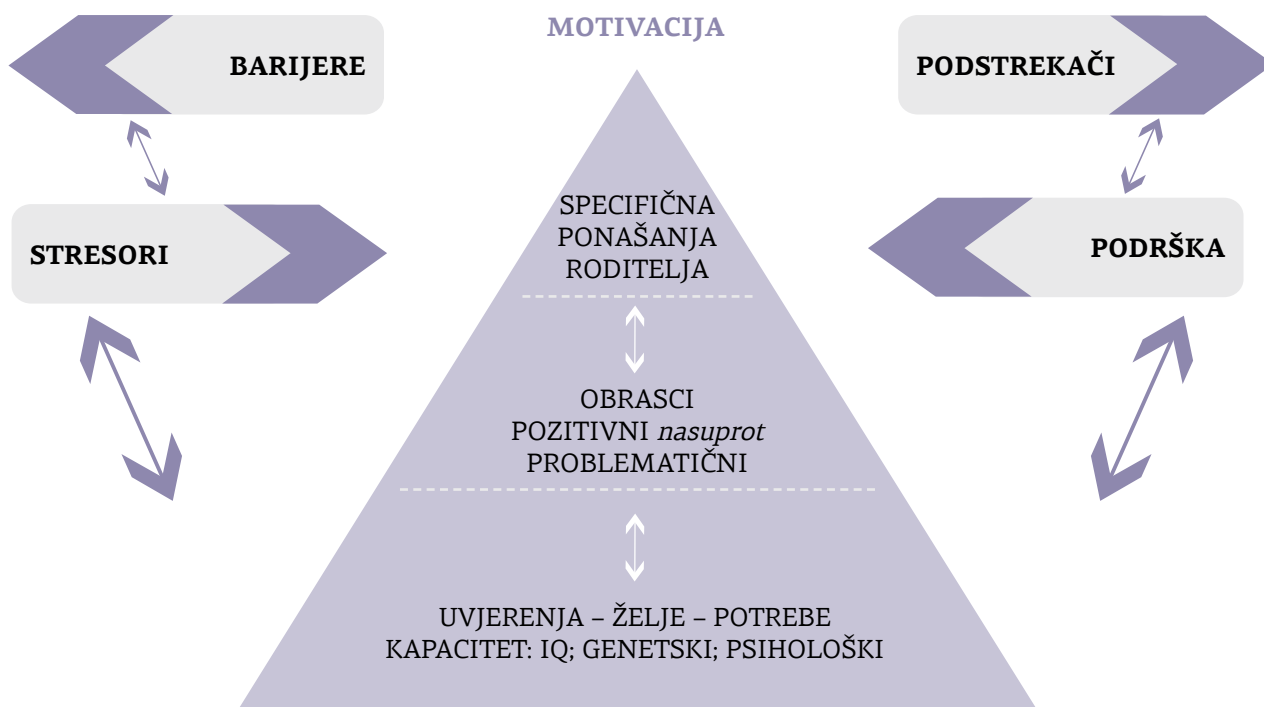 MOTIVACIJA
BARIJERE
PODSTREKAČI
STRESORI
PODRŠKA
SPECIFIČNA
PONAŠANJA
RODITELJA
OBRASCI
POZITIVNI nasuprot
PROBLEMATIČNI
UVJERENJA – ŽELJE – POTREBE
KAPACITET: IQ; GENETSKI; PSIHOLOŠKI